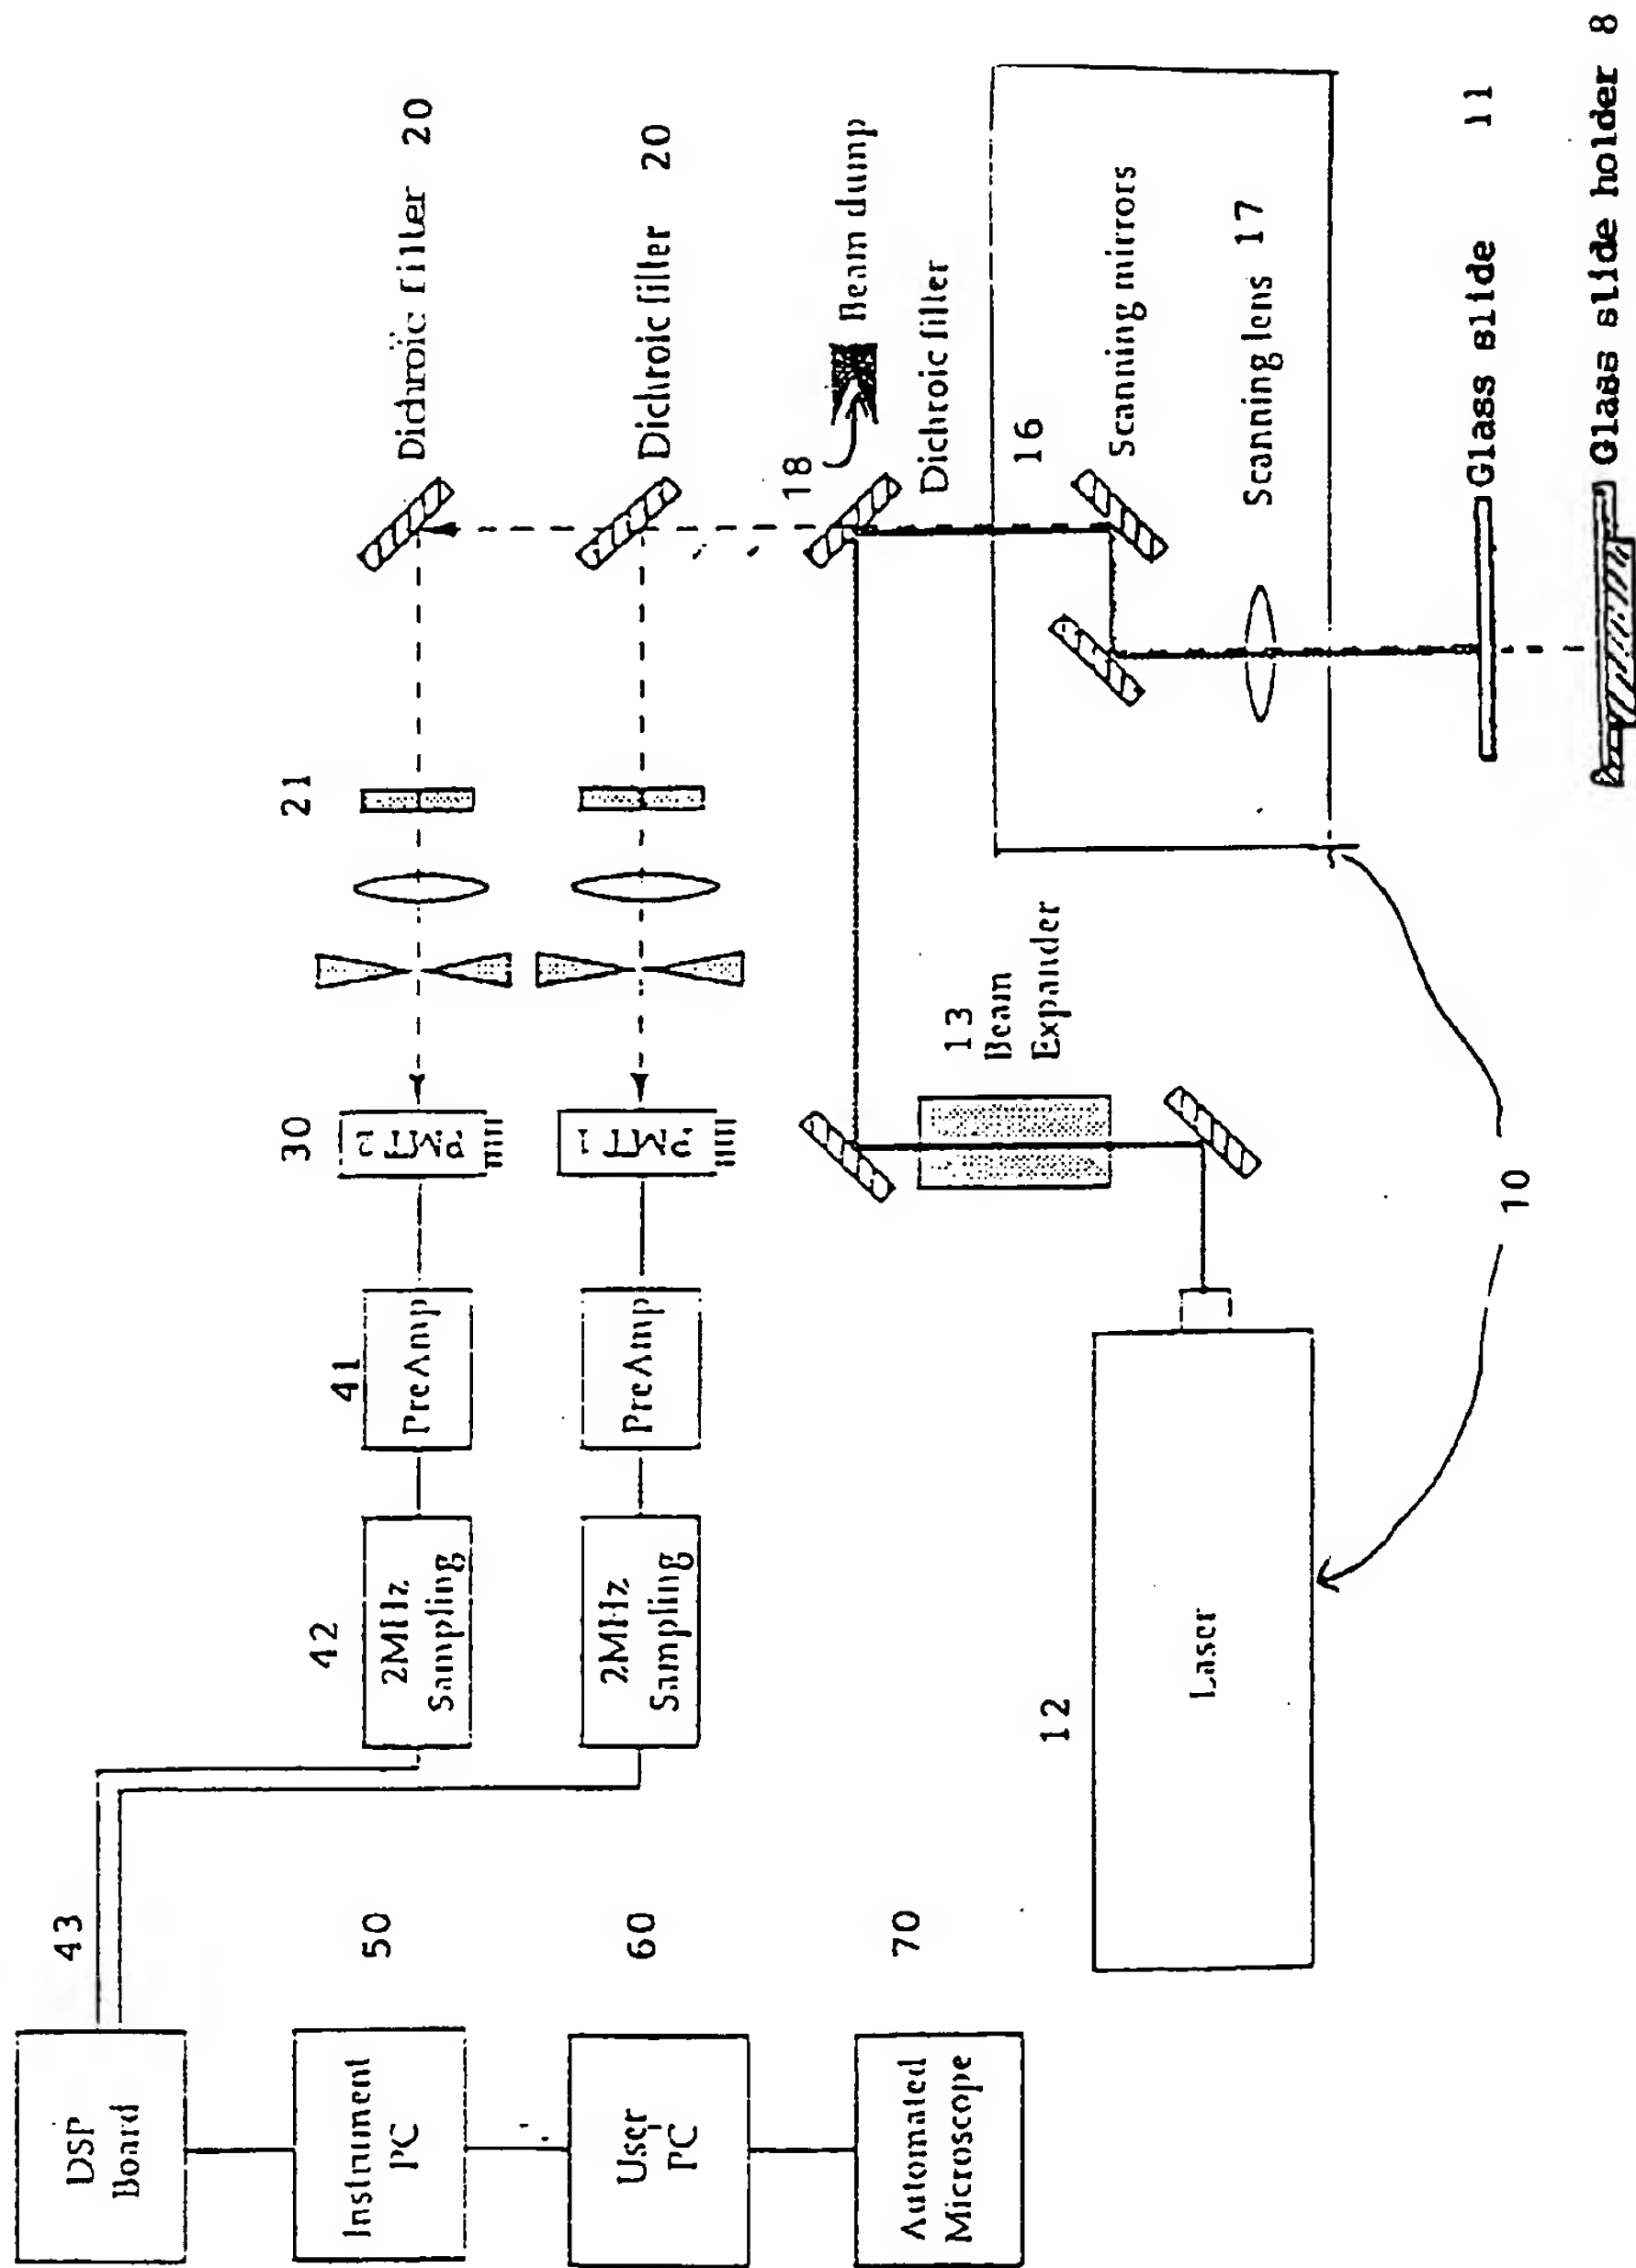 DSP
Board
43
Instrument
PC
50
User
PC
60
Automated
Microscope
70
42
2MHz
Sampling
41
PreAmp
30
PMT 2
21
Dichroic filter 20
2MHz
Sampling
PreAmp
PMT 1
Dichroic filter 20
18
Beam dump
Dichroic filter
13
Beam
Expander
16
Scanning mirrors
Scanning lens 17
12
Laser
10
Glass slide 11
Glass slide holder 8